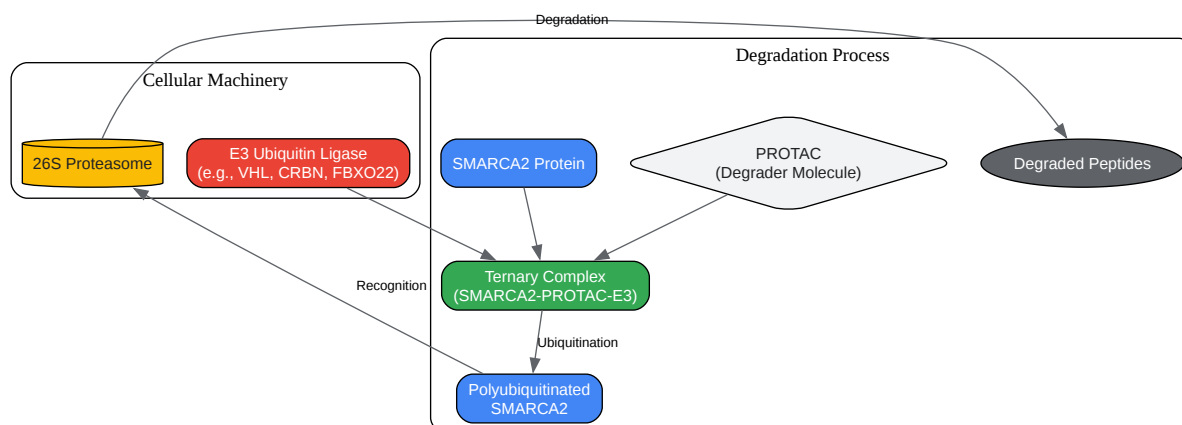 Degradation
Degradation Process
Cellular Machinery
26S Proteasome
E3 Ubiquitin Ligase
(e.g., VHL, CRBN, FBXO22)
SMARCA2 Protein
PROTAC
(Degrader Molecule)
Degraded Peptides
Ternary Complex
(SMARCA2-PROTAC-E3)
Recognition
Ubiquitination
Polyubiquitinated
SMARCA2